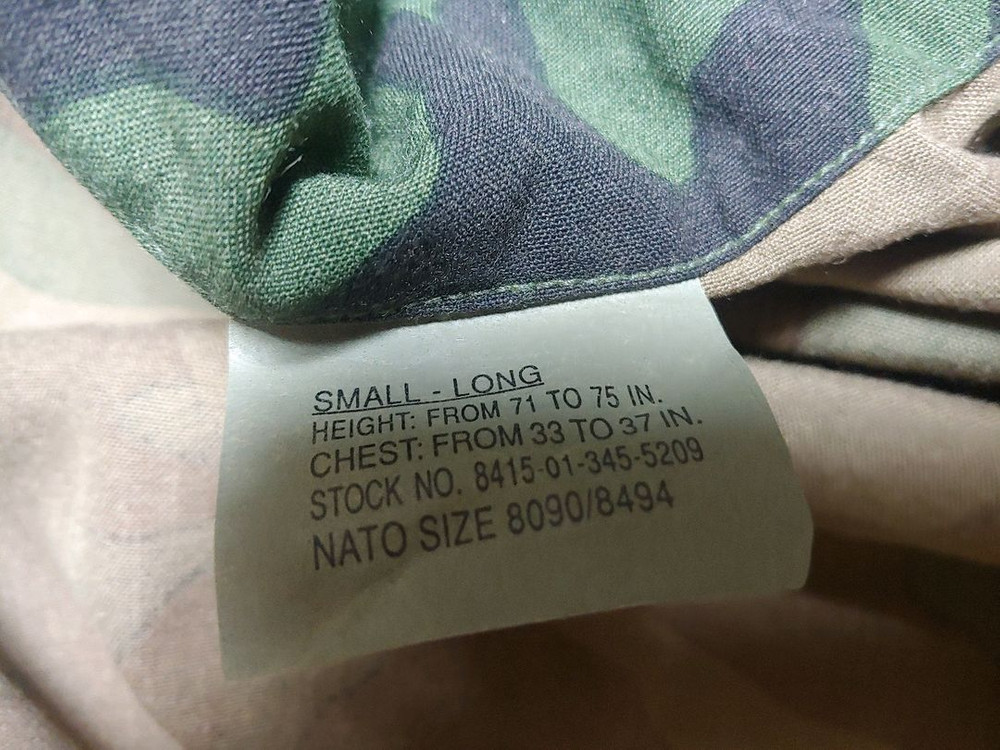 SMALL - LONG
HEIGHT: FROM 71 TO 75 IN.
CHEST: FROM 33 TO 37 IN.
STOCK NO. 8415-01-345-5209
NATO SIZE 8090/8494